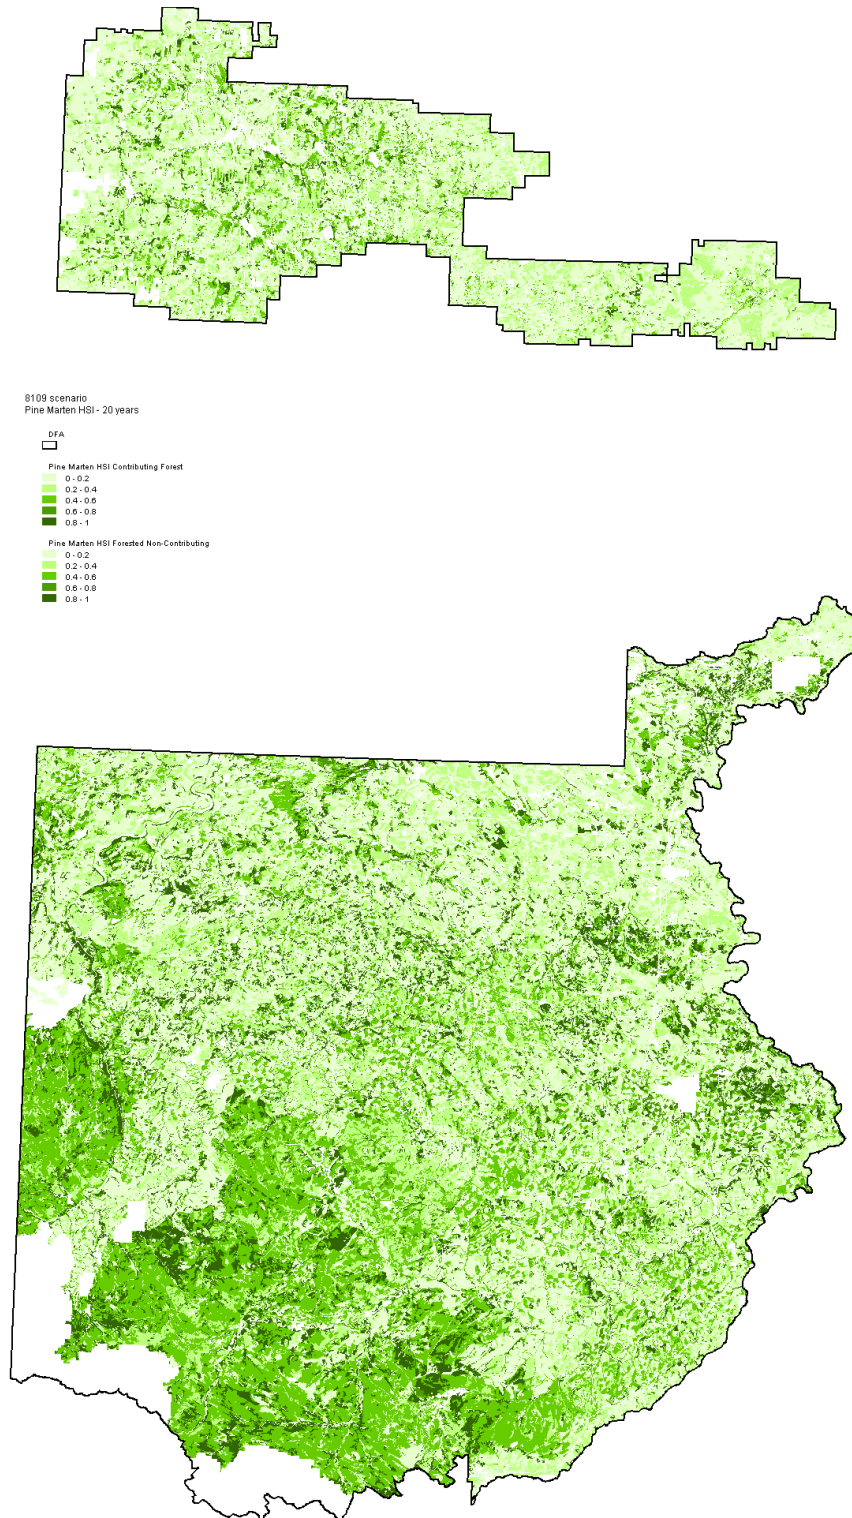 8109 scenario
Pine Marten HSI - 20 years
DFA
Pine Marten HSI Contributing Forest
0 - 0.2
0.2 - 0.4
0.4 - 0.6
0.6 - 0.8
0.8 - 1
Pine Marten HSI Forested Non-Contributing
0 - 0.2
0.2 - 0.4
0.4 - 0.6
0.6 - 0.8
0.8 - 1